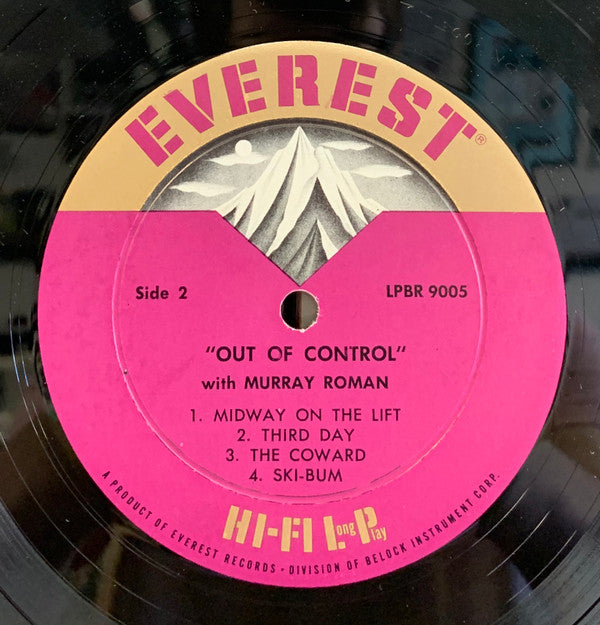 EVEREST®
Side 2
LPBR 9005
"OUT OF CONTROL"
with MURRAY ROMAN
1. MIDWAY ON THE LIFT
2. THIRD DAY
3. THE COWARD
4. SKI-BUM
HI-FI Long Play
A PRODUCT OF EVEREST RECORDS - DIVISION OF BELOCK INSTRUMENT CORP.